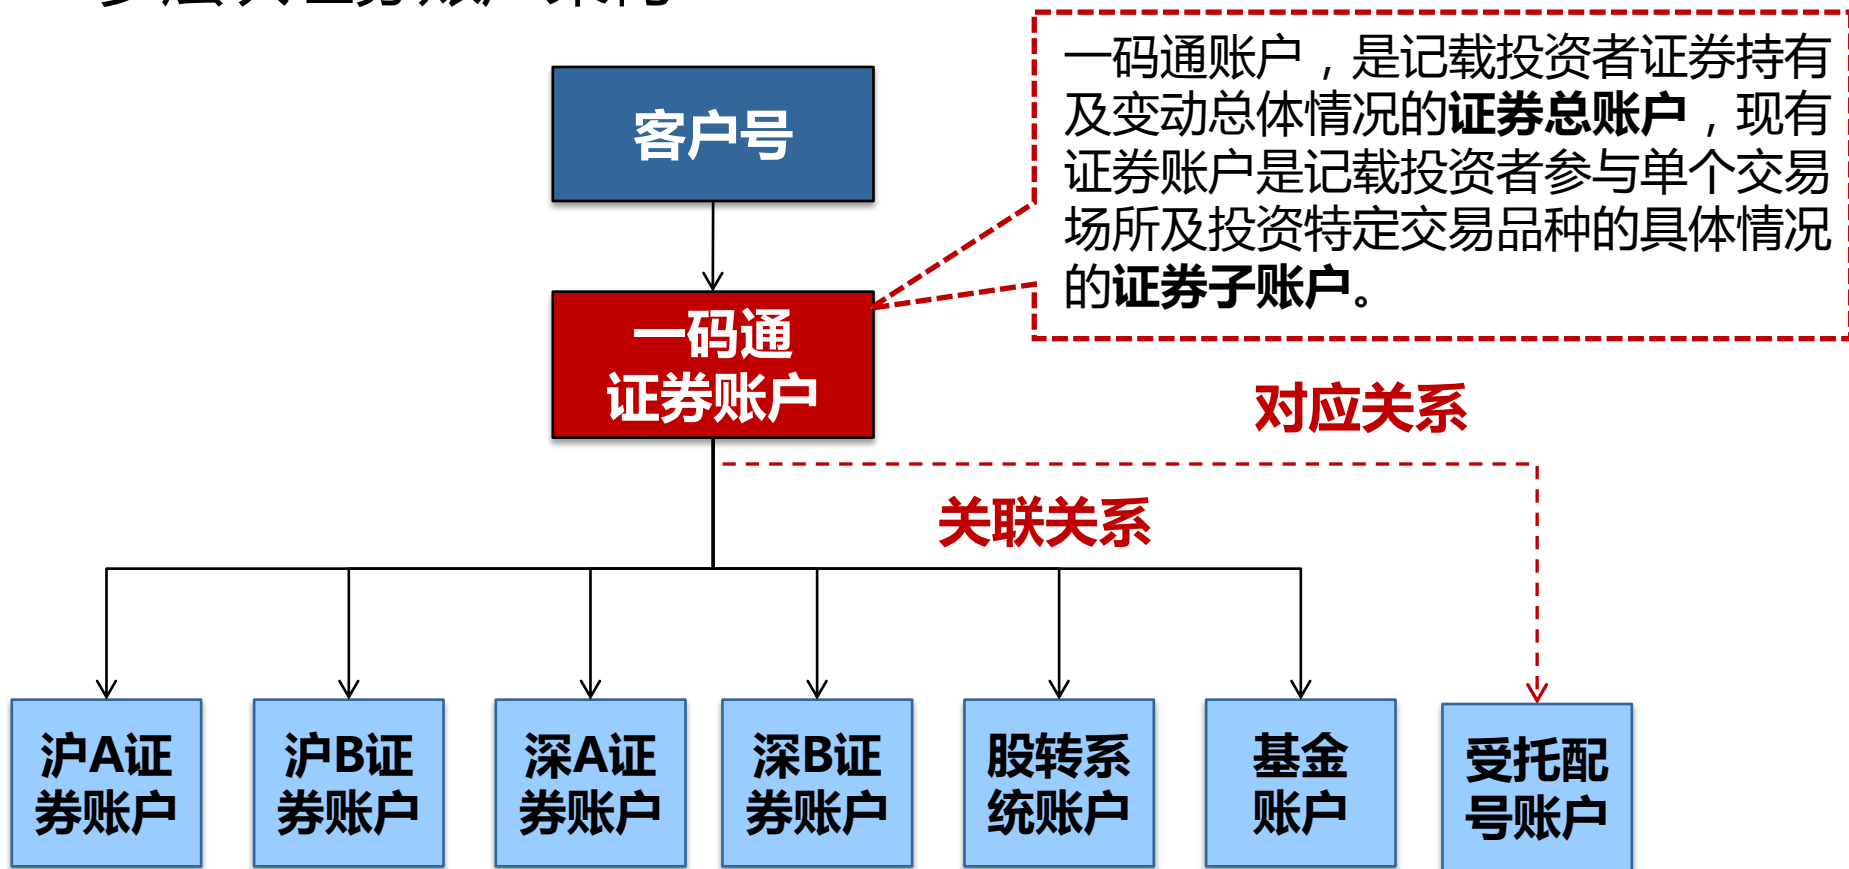 客户号
一码通账户，是记载投资者证券持有
及变动总体情况的证券总账户，现有
证券账户是记载投资者参与单个交易
场所及投资特定交易品种的具体情况
的证券子账户。
一码通
证券账户
对应关系
关联关系
沪A证
券账户
沪B证
券账户
深A证
券账户
深B证
券账户
股转系
统账户
基金
账户
受托配
号账户